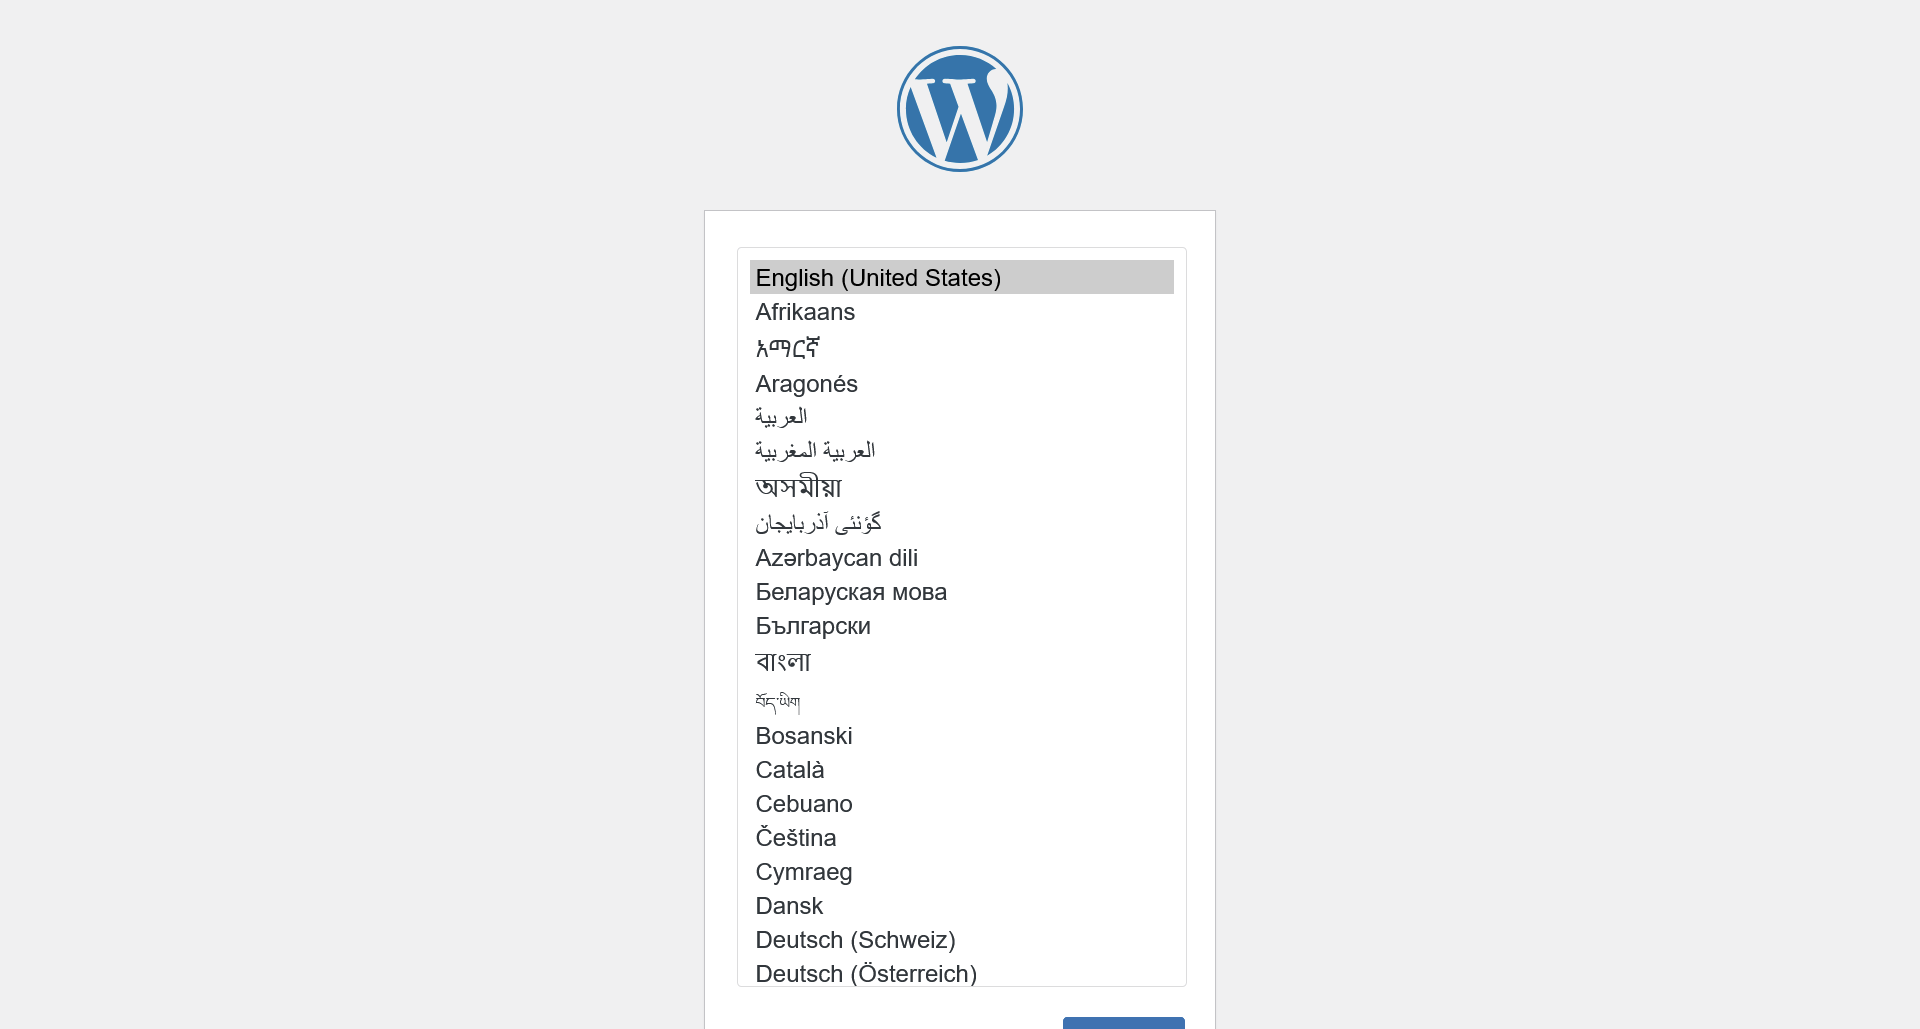 English (United States)
Afrikaans
አማርኛ
Aragonés
العربية
العربية المغربية
অসমীয়া
گؤنئی آذربایجان
Azərbaycan dili
Беларуская мова
Български
বাংলা
བོད་ཡིག
Bosanski
Català
Cebuano
Čeština
Cymraeg
Dansk
Deutsch (Schweiz)
Deutsch (Österreich)